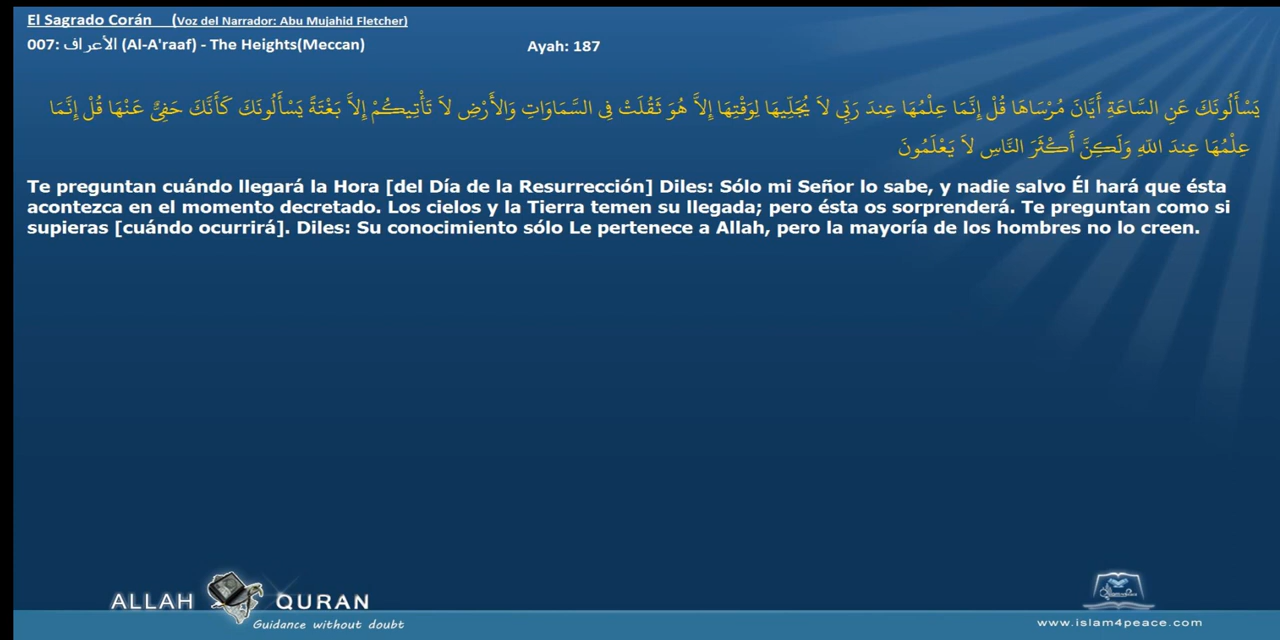 El Sagrado Corán (Voz del Narrador: Abu Mujahid Fletcher)
007: الأعراف (Al-A'raaf) - The Heights(Meccan) Ayah: 187
يَسْأَلُونَكَ عَنِ السَّاعَةِ أَيَّانَ مُرْسَاهَا قُلْ إِنَّمَا عِلْمُهَا عِندَ رَبِّى لاَ يُجَلِّيهَا لِوَقْتِهَا إِلاَّ هُوَ ثَقُلَتْ فِى السَّمَاوَاتِ وَالأَرْضِ لاَ تَأْتِيكُمْ إِلاَّ بَغْتَةً يَسْأَلُونَكَ كَأَنَّكَ حَفِىٌّ عَنْهَا قُلْ إِنَّمَا
عِلْمُهَا عِندَ اللّهِ وَلَكِنَّ أَكْثَرَ النَّاسِ لاَ يَعْلَمُونَ
Te preguntan cuándo llegará la Hora [del Día de la Resurrección] Diles: Sólo mi Señor lo sabe, y nadie salvo Él hará que ésta
acontezca en el momento decretado. Los cielos y la Tierra temen su llegada; pero ésta os sorprenderá. Te preguntan como si
supieras [cuándo ocurrirá]. Diles: Su conocimiento sólo Le pertenece a Allah, pero la mayoría de los hombres no lo creen.
ALLAH QURAN
Guidance without doubt
www.islam4peace.com